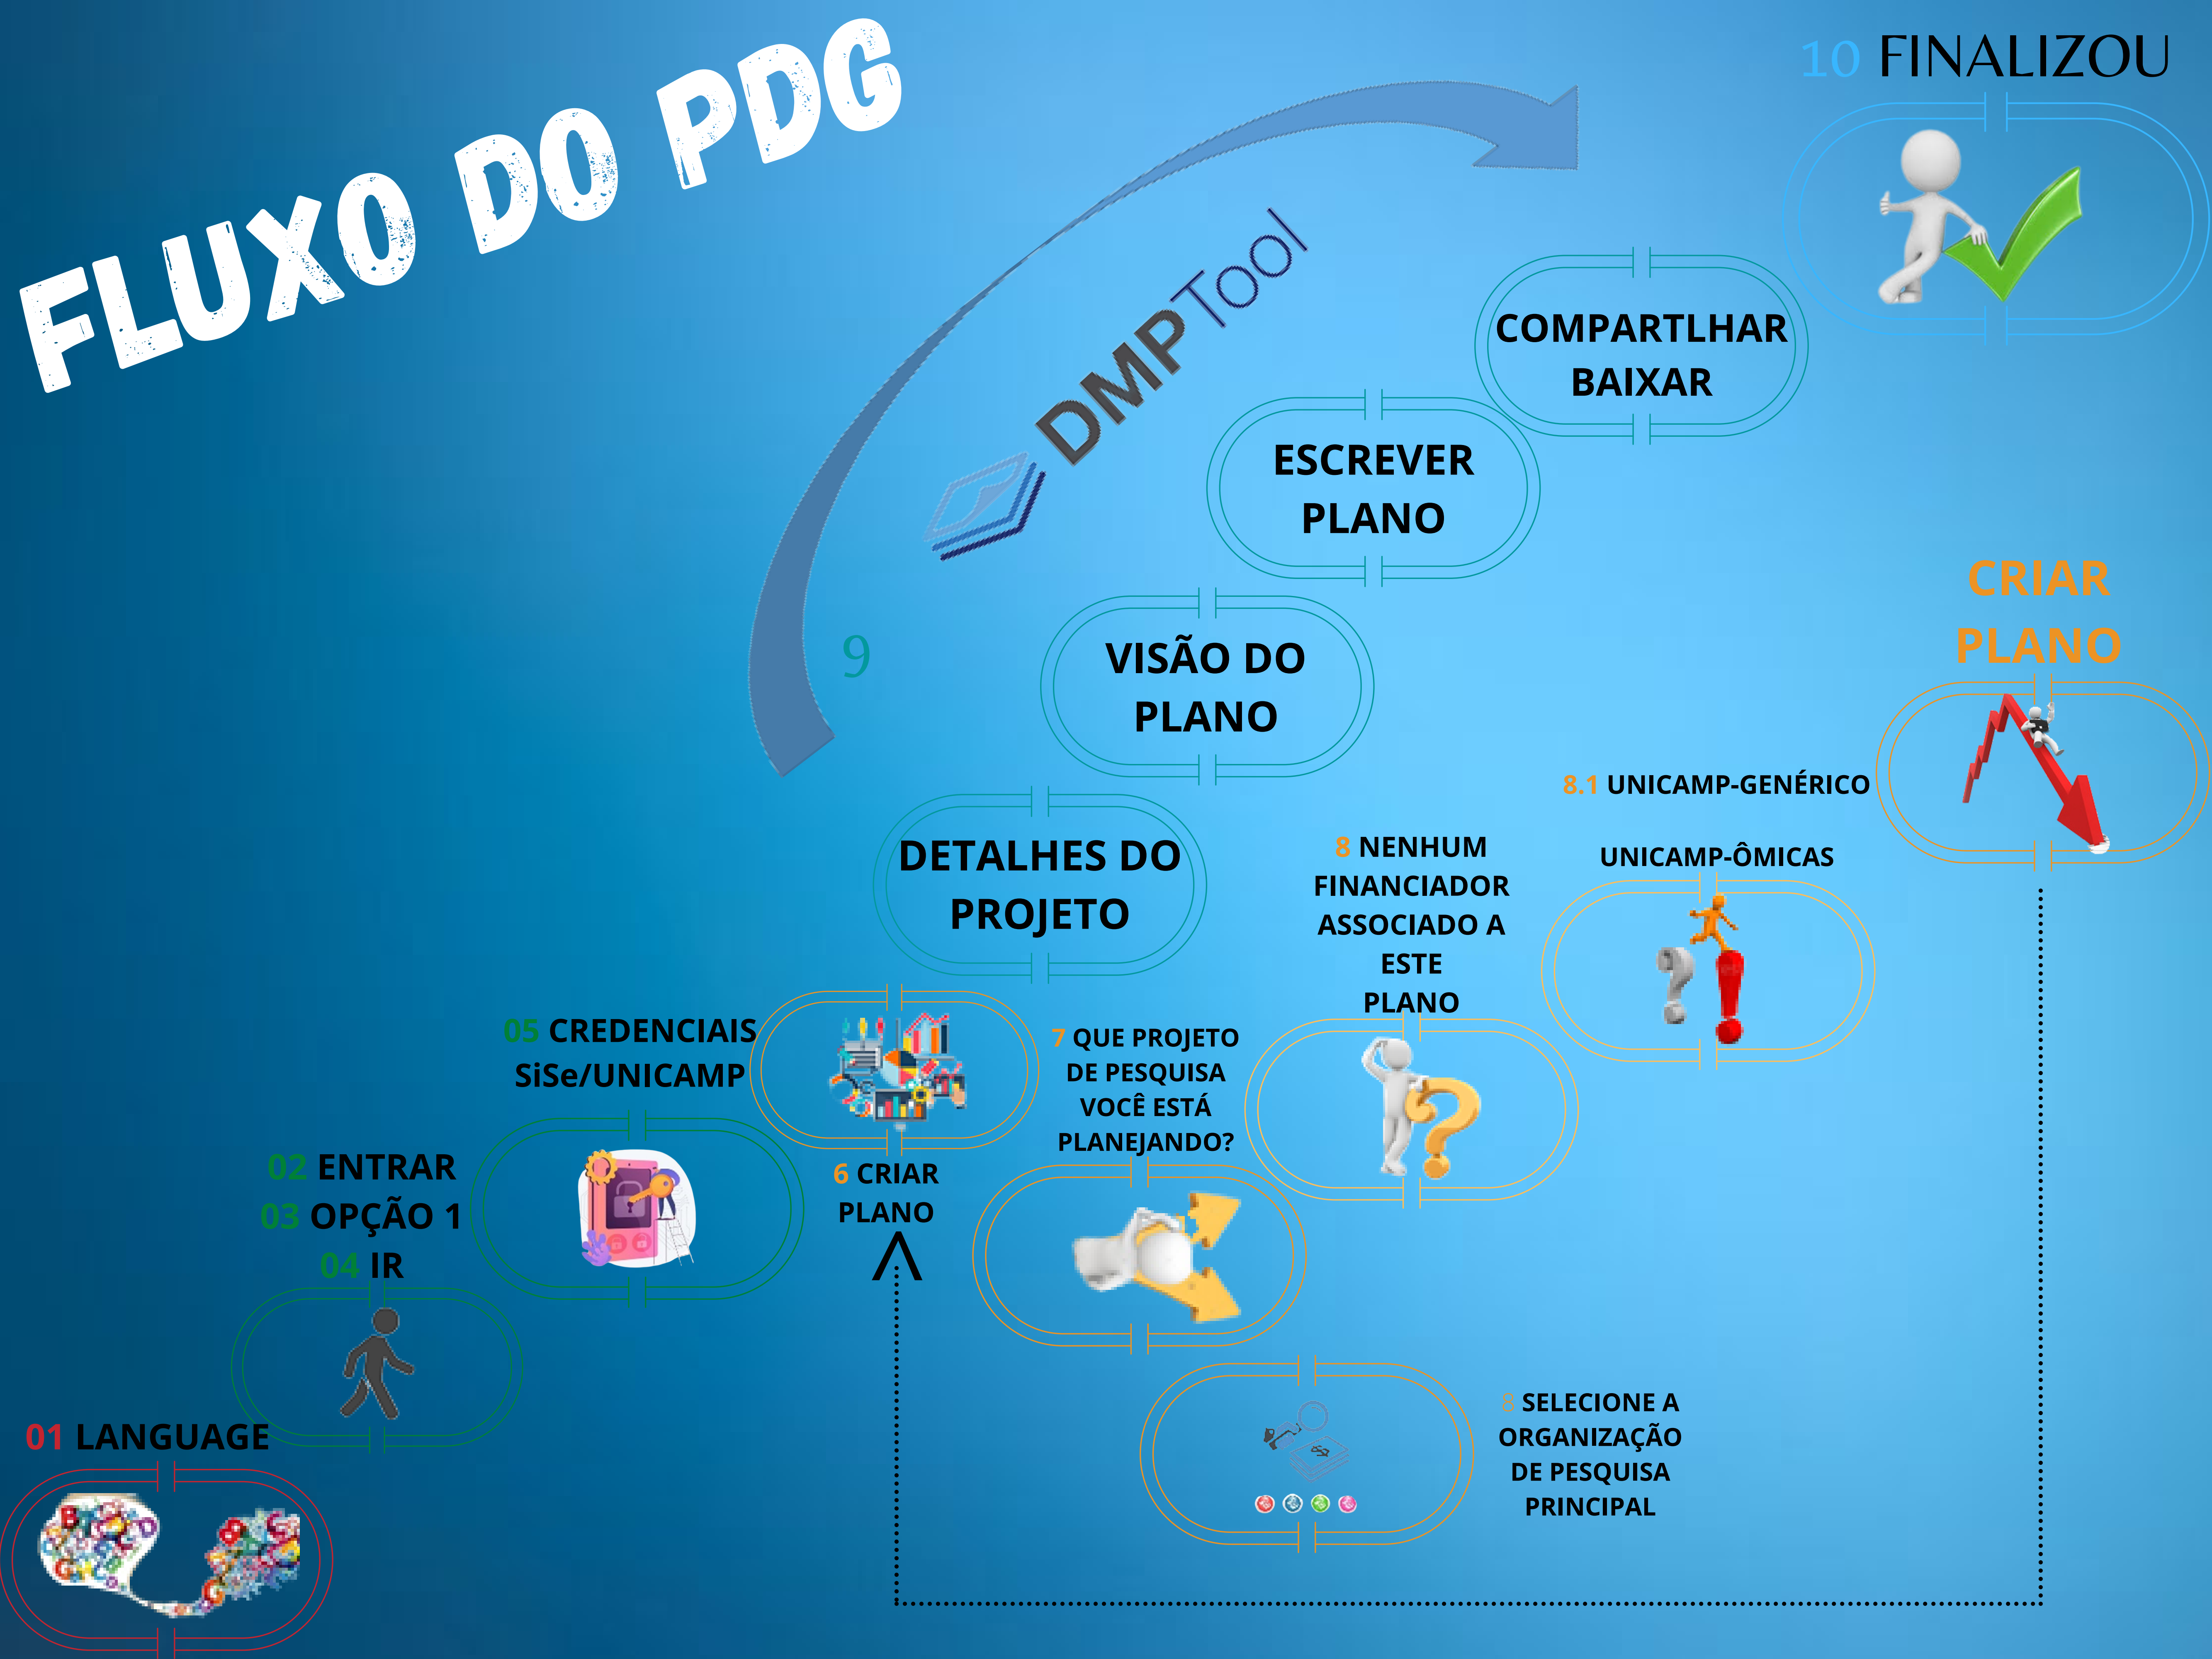 FLUXO DO PDG
10 FINALIZOU
DMPTool
COMPARTLHAR
BAIXAR
ESCREVER
PLANO
9
VISÃO DO
PLANO
DETALHES DO
PROJETO
CRIAR
PLANO
8.1 UNICAMP-GENÉRICO
UNICAMP-ÔMICAS
8 NENHUM
FINANCIADOR
ASSOCIADO A
ESTE
PLANO
7 QUE PROJETO
DE PESQUISA
VOCÊ ESTÁ
PLANEJANDO?
05 CREDENCIAIS
SiSe/UNICAMP
6 CRIAR
PLANO
02 ENTRAR
03 OPÇÃO 1
04 IR
8 SELECIONE A
ORGANIZAÇÃO
DE PESQUISA
PRINCIPAL
01 LANGUAGE